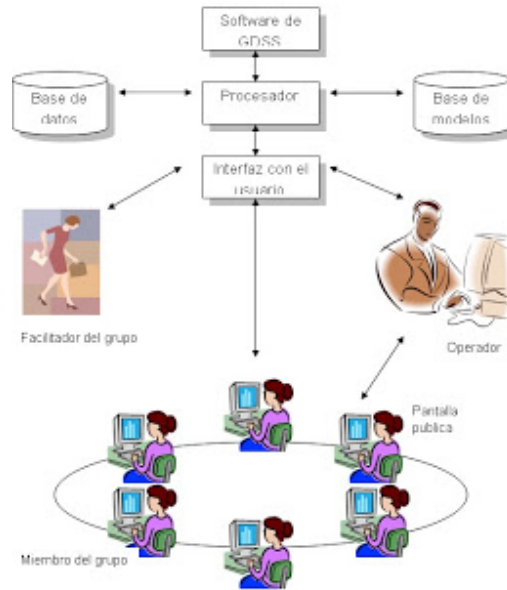 Software de
GDSS
Base de
datos
Procesador
Base de
modelos
Interfaz con el
usuario
Facilitador del grupo
Operador
Pantalla
publica
Miembro del grupo